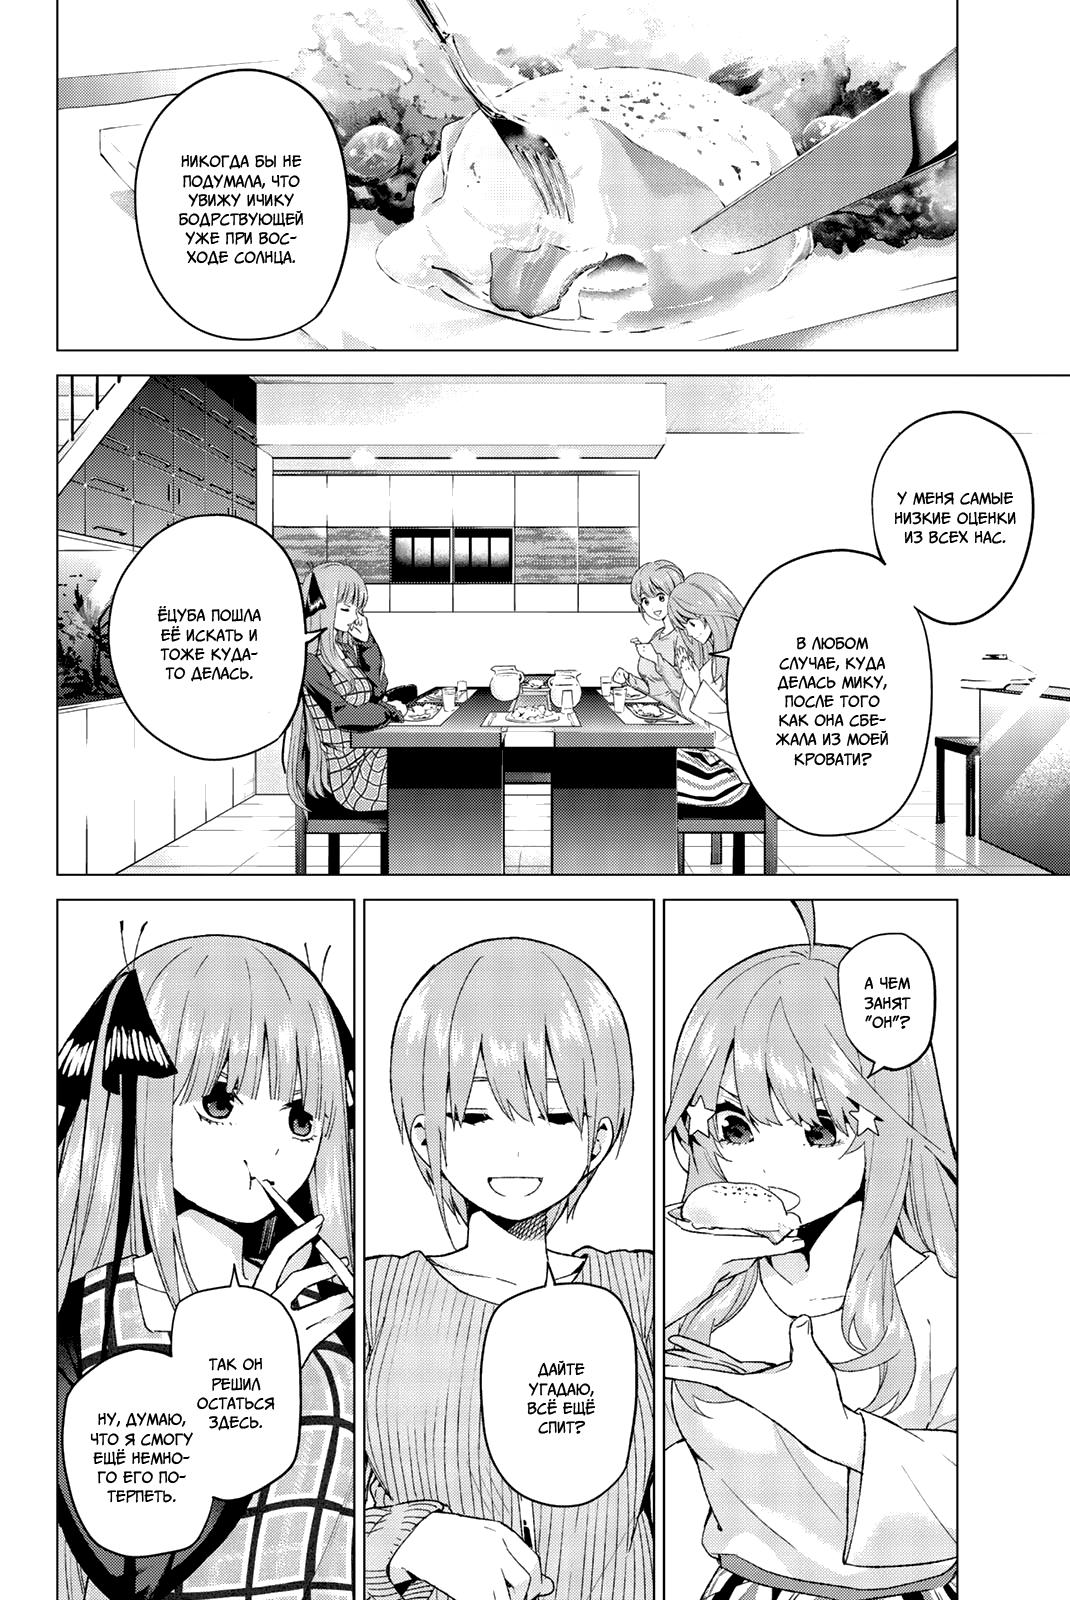 НИКОГДА БЫ НЕ
ПОДУМАЛА, ЧТО
УВИЖУ ИЧИКУ
БОДРСТВУЮЩЕЙ
УЖЕ ПРИ ВОС-
ХОДЕ СОЛНЦА.
У МЕНЯ САМЫЕ
НИЗКИЕ ОЦЕНКИ
ИЗ ВСЕХ НАС.
В ЛЮБОМ
СЛУЧАЕ, КУДА
ДЕЛАСЬ МИКУ,
ПОСЛЕ ТОГО
КАК ОНА СБЕ-
ЖАЛА ИЗ МОЕЙ
КРОВАТИ?
ЁЦУБА ПОШЛА
ЕЁ ИСКАТЬ И
ТОЖЕ КУДА-
ТО ДЕЛАСЬ.
А ЧЕМ
ЗАНЯТ
"ОН"?
ДАЙТЕ
УГАДАЮ,
ВСЁ ЕЩЁ
СПИТ?
ТАК ОН
РЕШИЛ
ОСТАТЬСЯ
ЗДЕСЬ.
НУ, ДУМАЮ,
ЧТО Я СМОГУ
ЕЩЁ НЕМНО-
ГО ЕГО ПО-
ТЕРПЕТЬ.